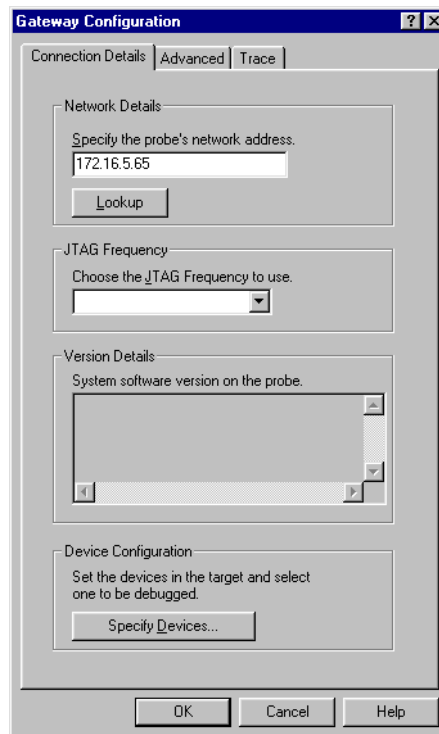 Gateway Configuration
Connection Details Advanced Trace
Network Details
Specify the probe's network address.
172.16.5.65
Lookup
JTAG Frequency
Choose the JTAG Frequency to use.
Version Details
System software version on the probe.
Device Configuration
Set the devices in the target and select
one to be debugged.
Specify Devices...
OK Cancel Help